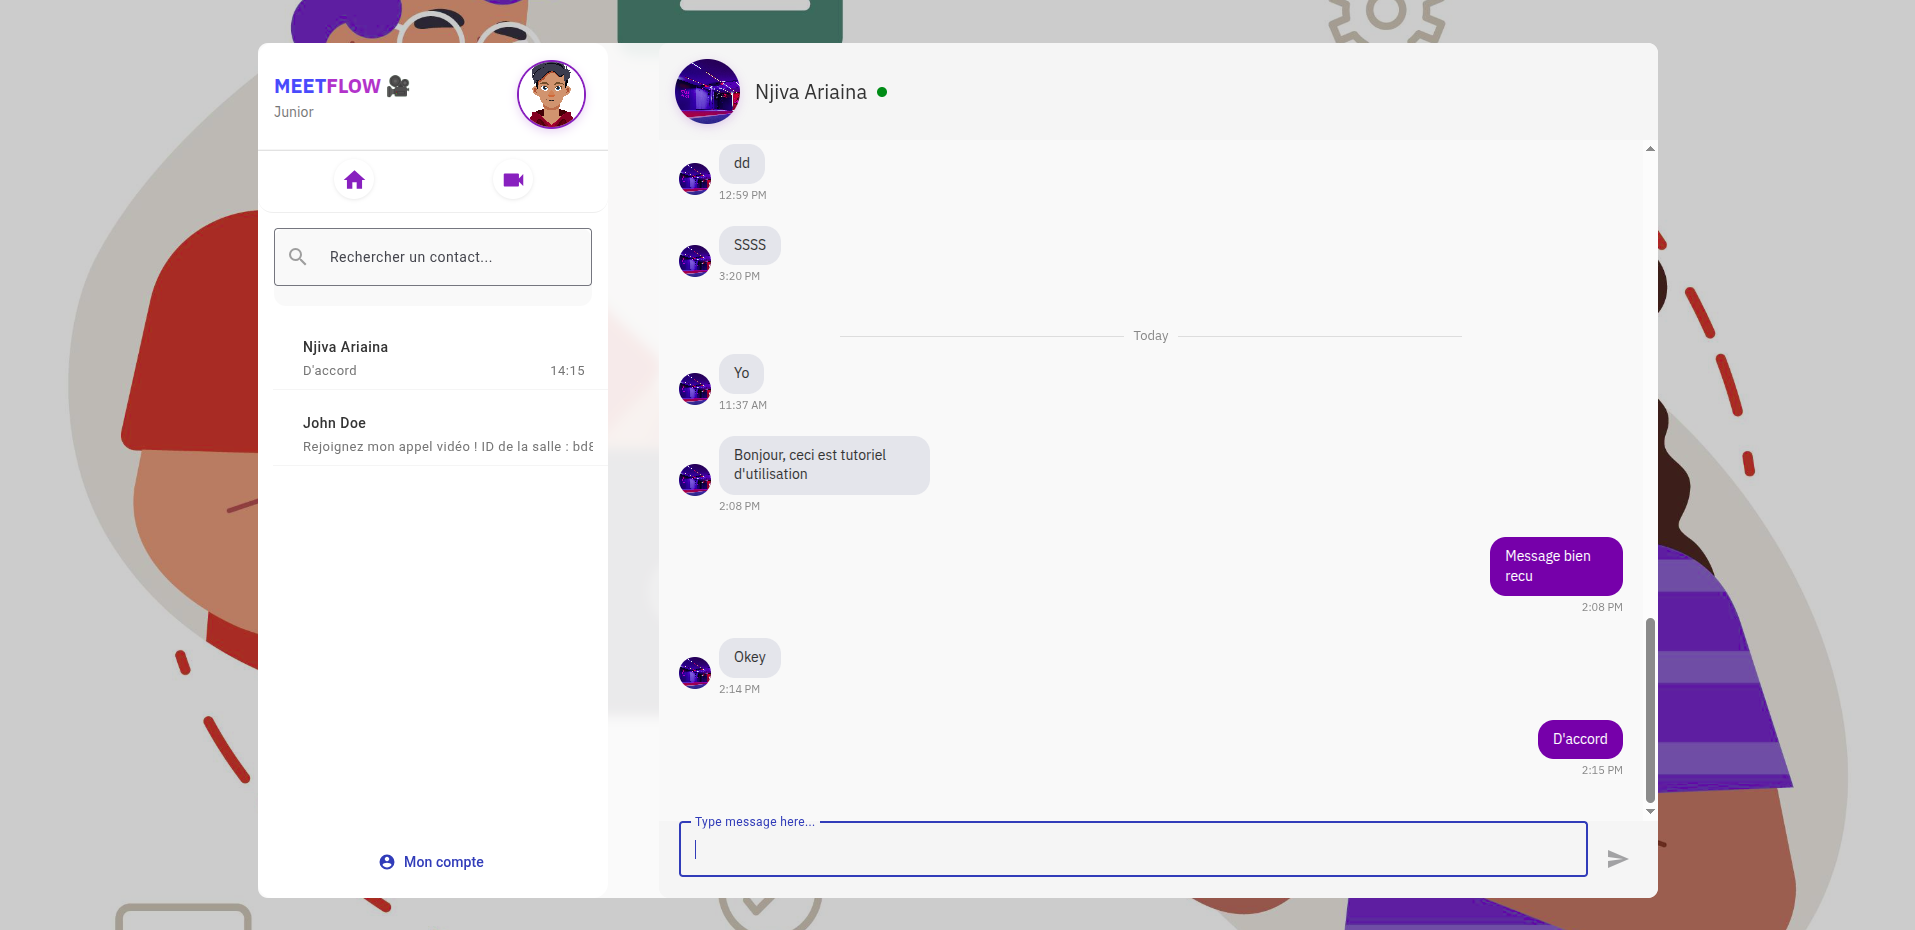 MEETFLOW
Junior
Rechercher un contact...
Njiva Ariaina
D'accord 14:15
John Doe
Rejoignez mon appel vidéo ! ID de la salle : bd8
Mon compte
Njiva Ariaina
dd
12:59 PM
SSSS
3:20 PM
Today
Yo
11:37 AM
Bonjour, ceci est tutoriel
d'utilisation
2:08 PM
Message bien
recu
2:08 PM
Okey
2:14 PM
D'accord
2:15 PM
Type message here...